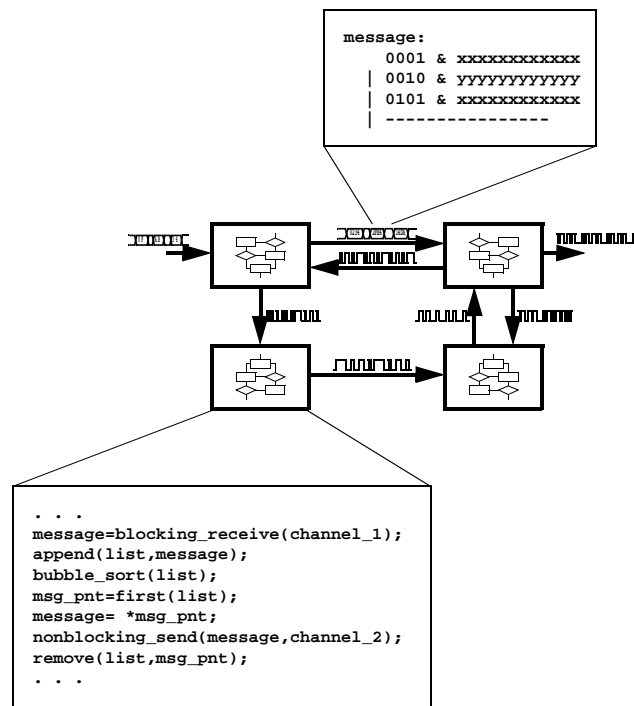 message:
0001 & xxxxxxxxxxxx
| 0010 & yyyyyyyyyyyy
| 0101 & xxxxxxxxxxxx
| ----------------
. . .
message=blocking_receive(channel_1);
append(list,message);
bubble_sort(list);
msg_pnt=first(list);
message= *msg_pnt;
nonblocking_send(message,channel_2);
remove(list,msg_pnt);
. . .